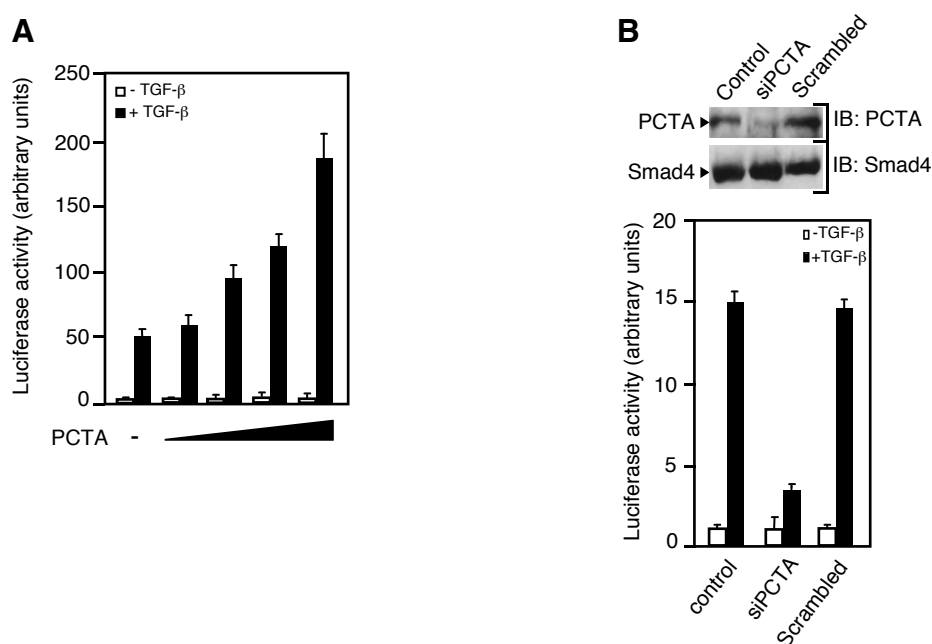 A
Luciferase activity (arbitrary units)
250
200
150
100
50
0
- TGF-β
+ TGF-β
PCTA -
B
Control
siPCTA
Scrambled
PCTA
IB: PCTA
Smad4
IB: Smad4
Luciferase activity (arbitrary units)
20
15
10
5
0
-TGF-β
+TGF-β
control
siPCTA
Scrambled